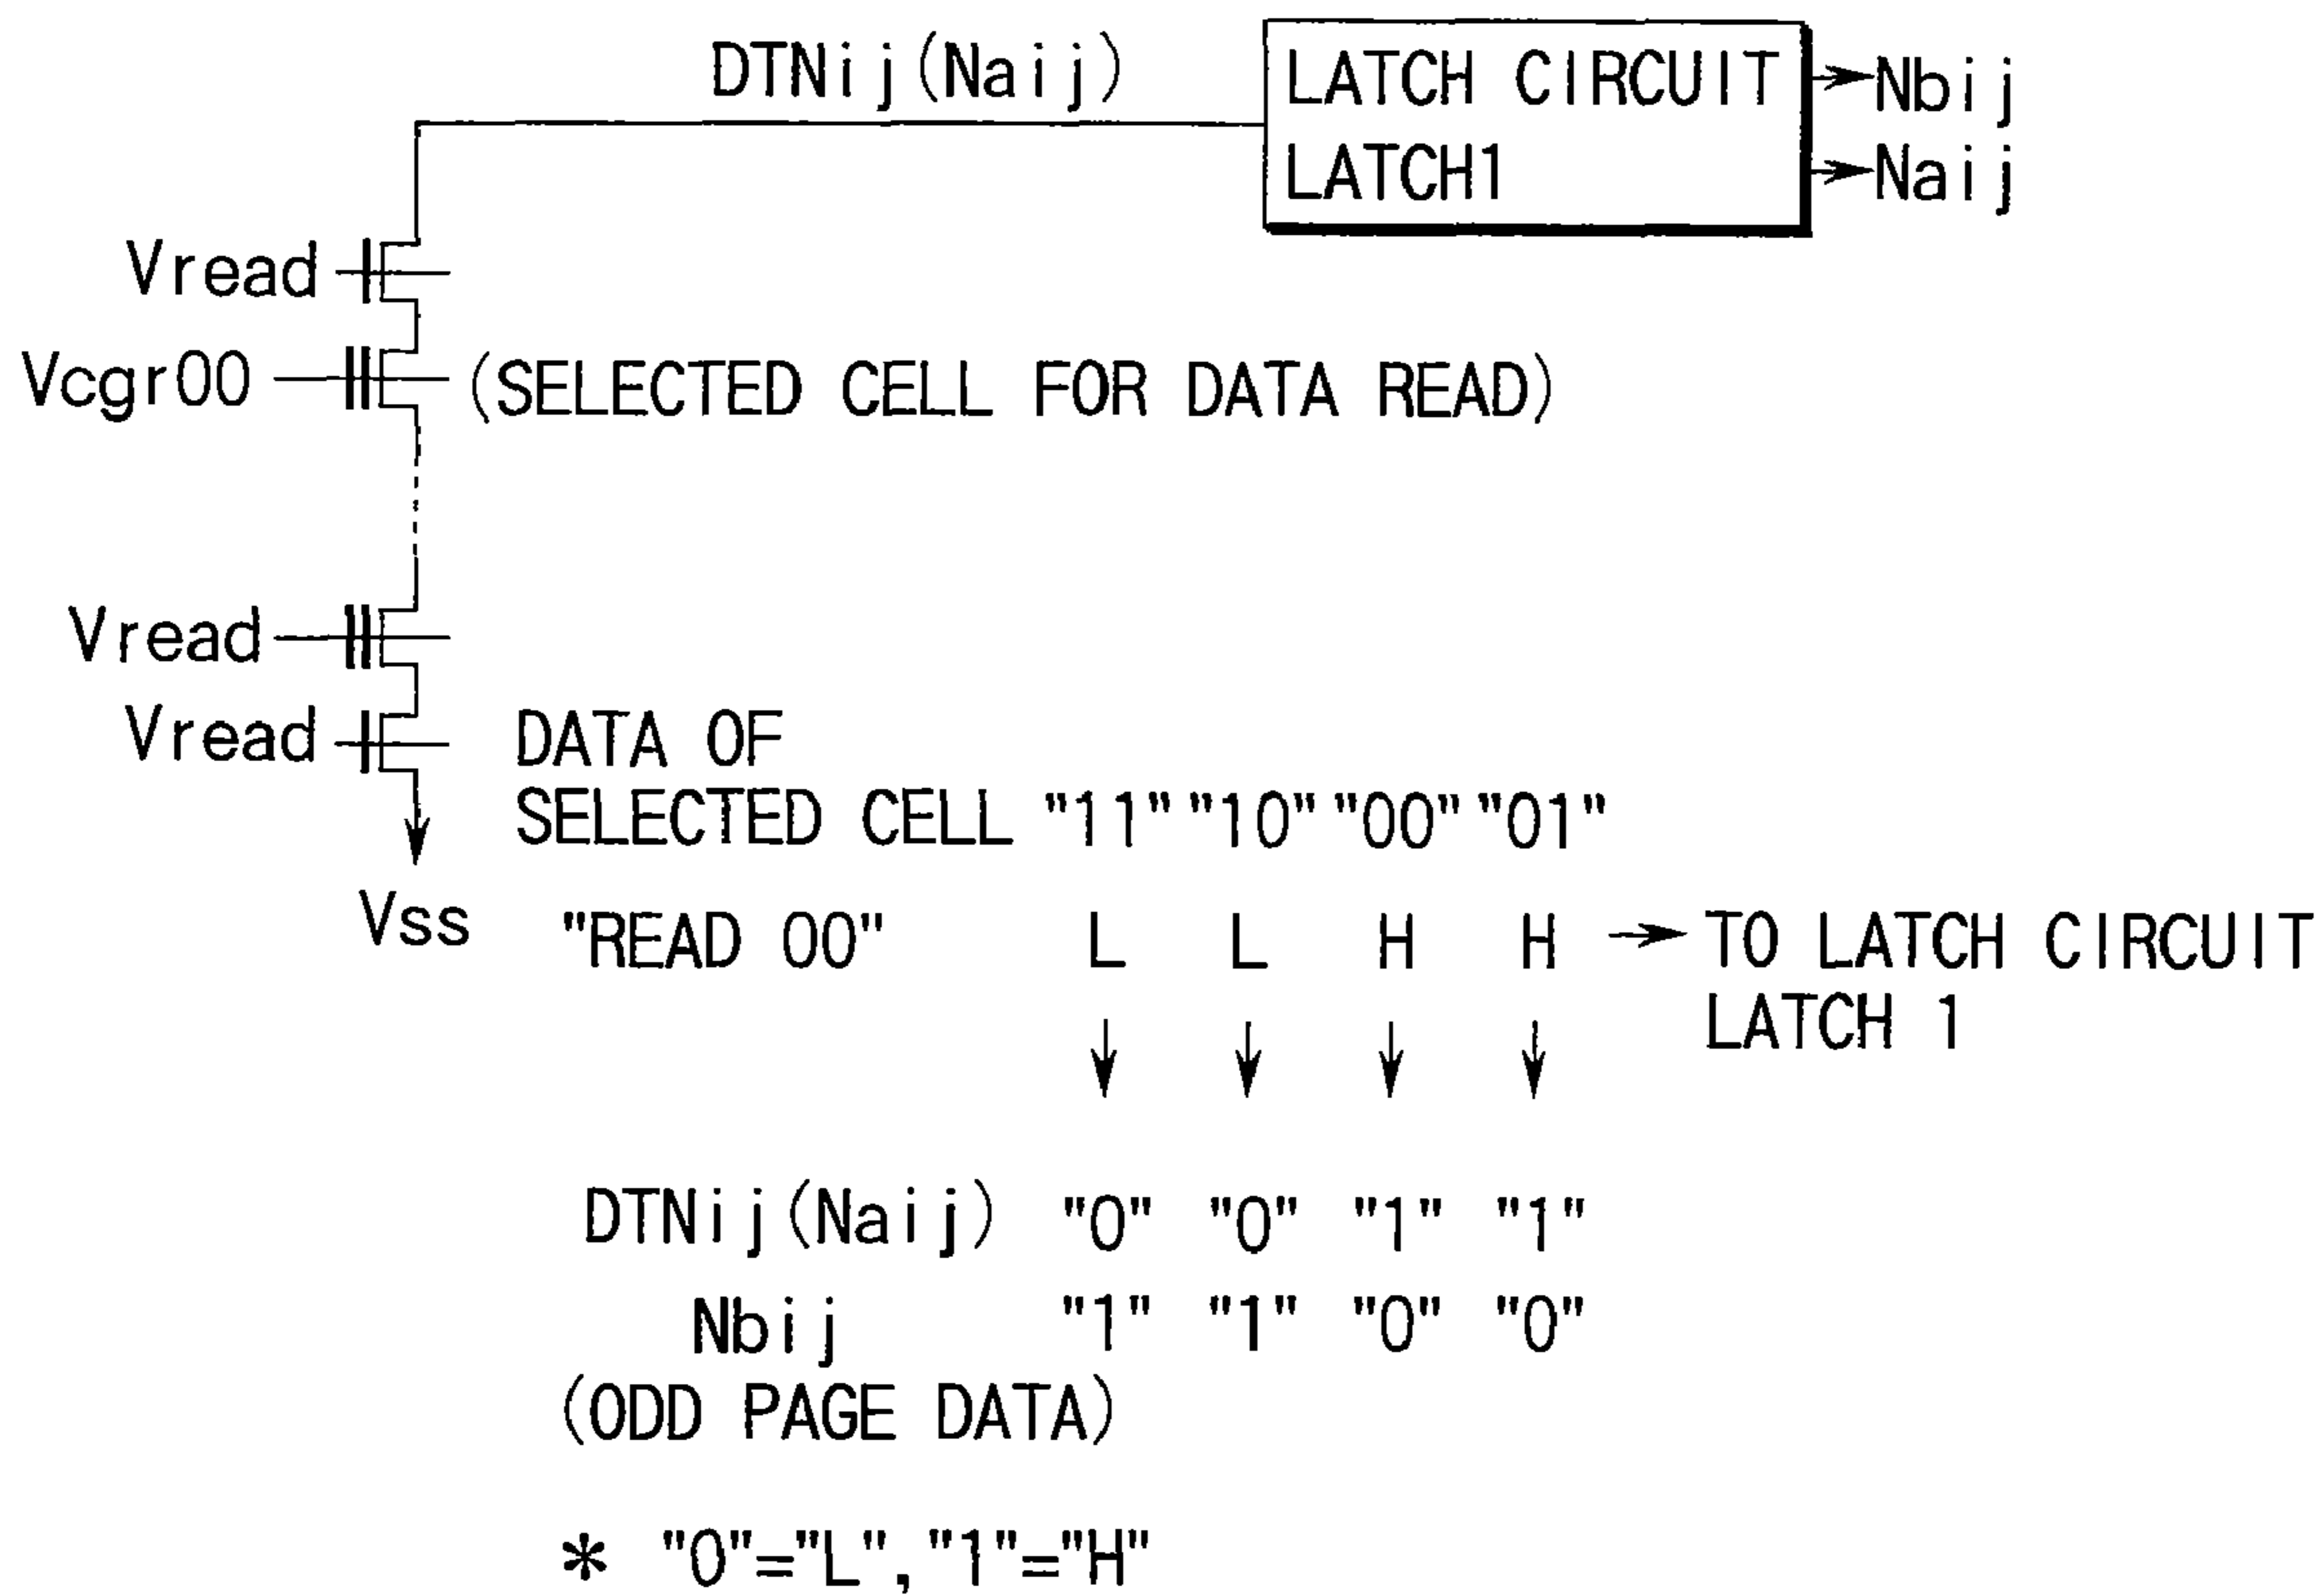 DTNij(Naij)
LATCH CIRCUIT
LATCH1
Nbij
Naij
Vread
Vcgr00
(SELECTED CELL FOR DATA READ)
Vread
Vread
Vss
DATA OF
SELECTED CELL "11" "10" "00" "01"
"READ 00" L L H H TO LATCH CIRCUIT
LATCH 1
DTNij(Naij) "0" "0" "1" "1"
Nbij "1" "1" "0" "0"
(ODD PAGE DATA)
* "0"="L", "1"="H"